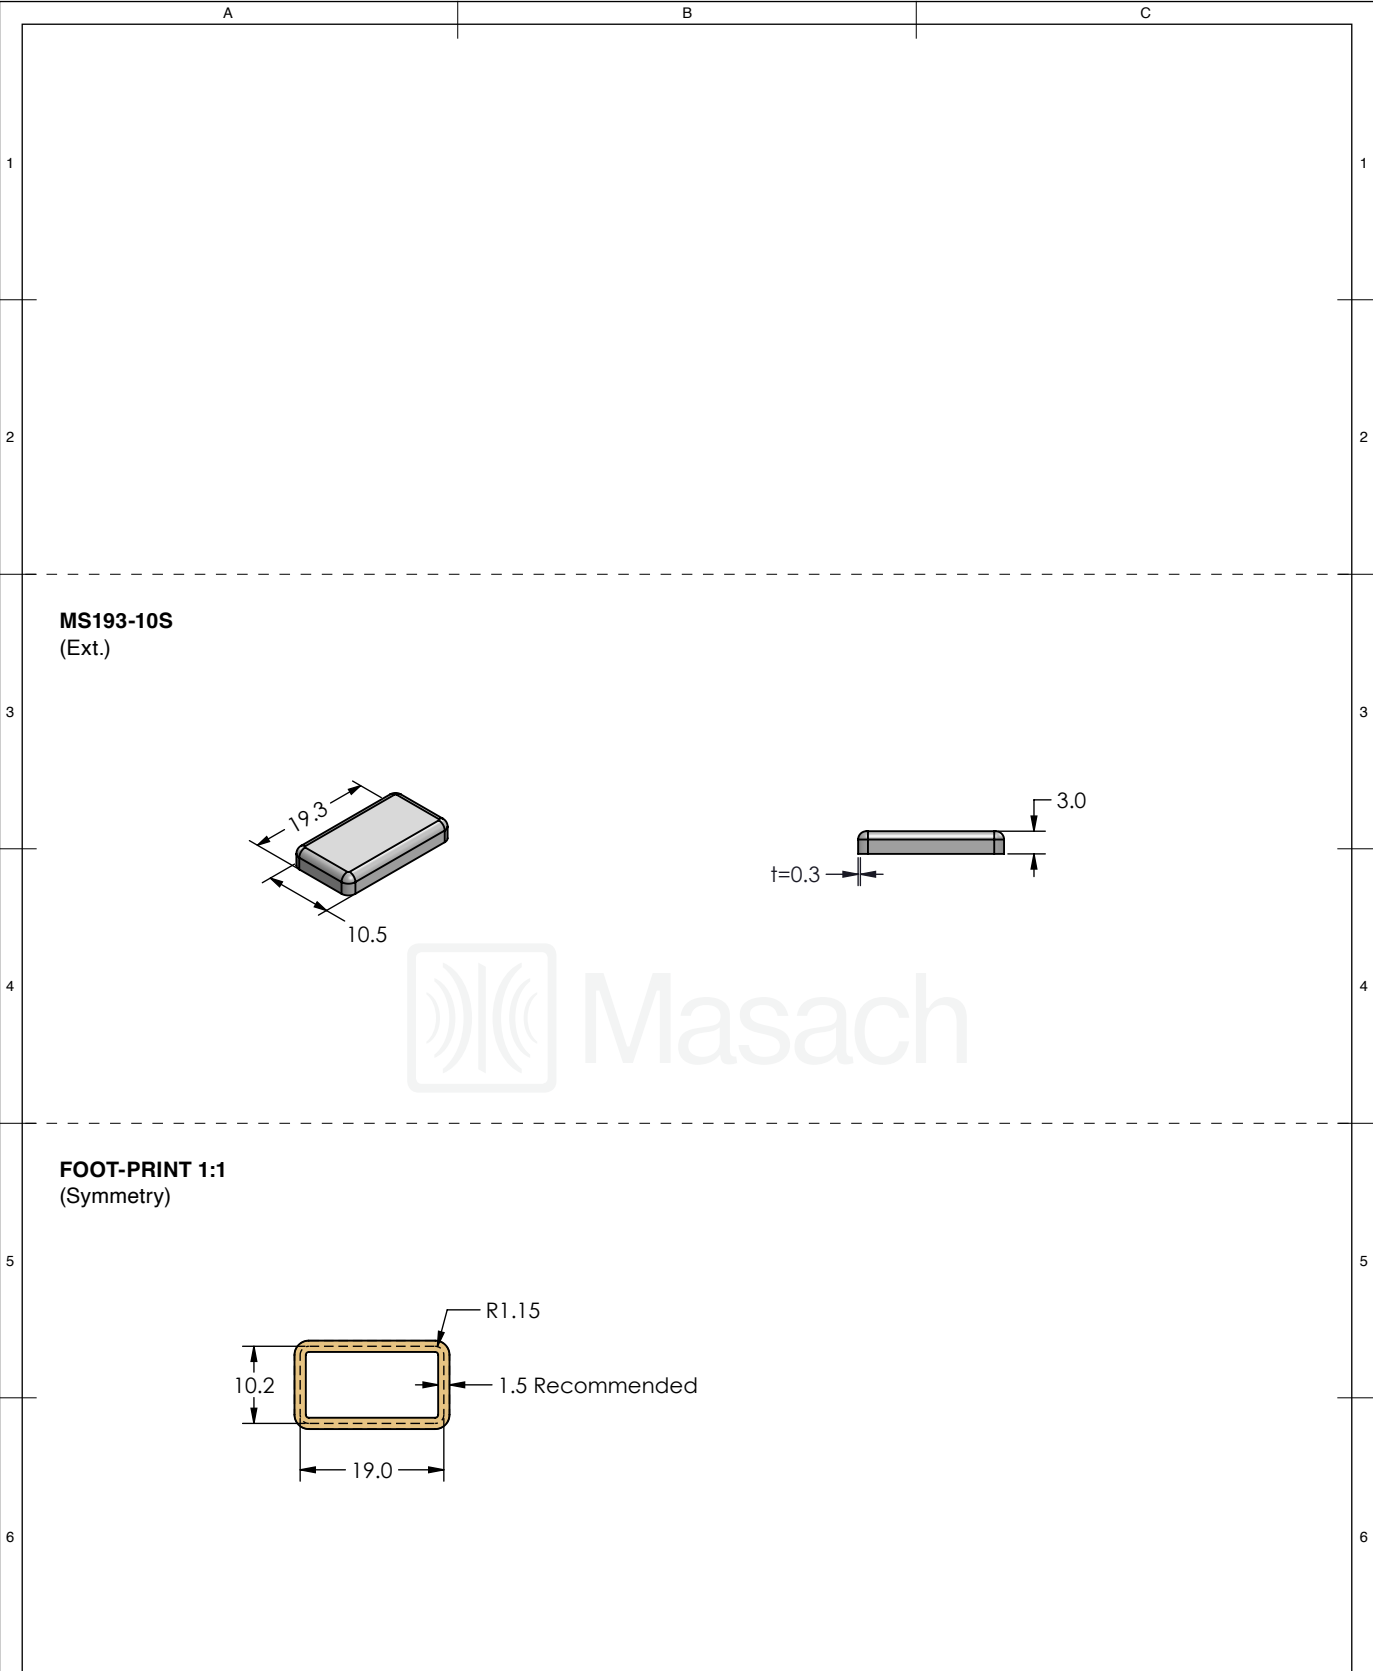 A B C
1 1
2 2
MS193-10S
(Ext.)
3 3
19.3
3.0
t=0.3
10.5
Masach
4 4
FOOT-PRINT 1:1
(Symmetry)
5 5
R1.15
10.2
1.5 Recommended
19.0
6 6